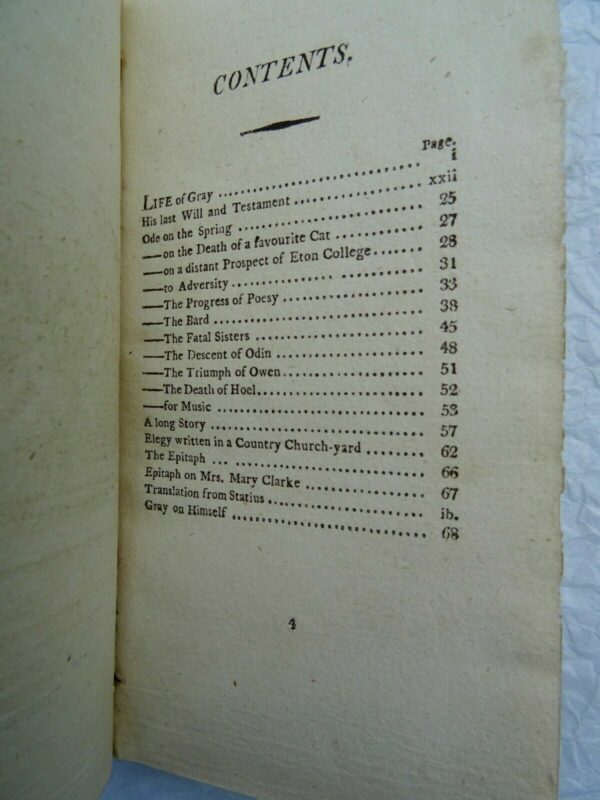 CONTENTS.
Page.
LIFE of Gray .................... i
His last Will and Testament .................... xxii
Ode on the Spring .................... 25
——on the Death of a favourite Cat ............ 27
——on a distant Prospect of Eton College ....... 28
——to Adversity .................... 31
——The Progress of Poesy .................... 33
——The Bard .................... 38
——The Fatal Sisters .................... 45
——The Descent of Odin .................... 48
——The Triumph of Owen .................... 51
——The Death of Hoel .................... 52
——for Music .................... 53
A long Story .................... 57
Elegy written in a Country Church-yard ........ 62
The Epitaph .................... 66
Epitaph on Mrs. Mary Clarke .................... 67
Translation from Statius .................... ib.
Gray on Himself .................... 68
4